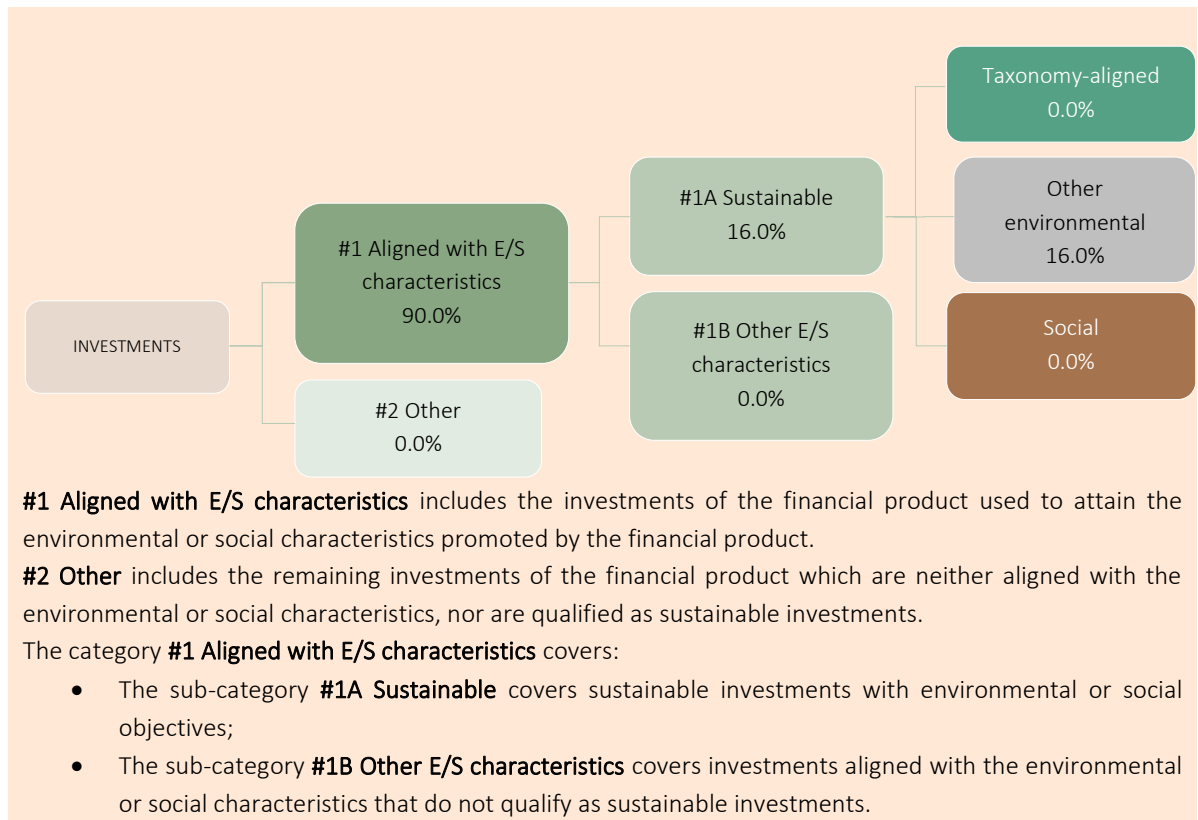 Taxonomy-aligned
0.0%
#1A Sustainable
16.0%
Other
environmental
16.0%
#1 Aligned with E/S
characteristics
90.0%
INVESTMENTS
#1B Other E/S
characteristics
0.0%
Social
0.0%
#2 Other
0.0%
#1 Aligned with E/S characteristics includes the investments of the financial product used to attain the
environmental or social characteristics promoted by the financial product.
#2 Other includes the remaining investments of the financial product which are neither aligned with the
environmental or social characteristics, nor are qualified as sustainable investments.
The category #1 Aligned with E/S characteristics covers:
• The sub-category #1A Sustainable covers sustainable investments with environmental or social
objectives;
• The sub-category #1B Other E/S characteristics covers investments aligned with the environmental
or social characteristics that do not qualify as sustainable investments.